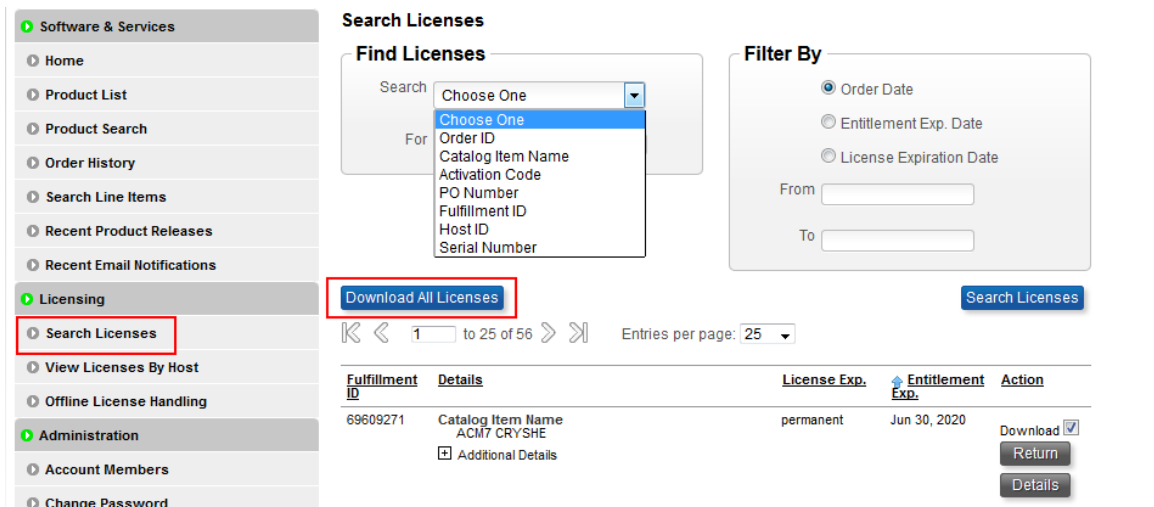 Software & Services
Home
Product List
Product Search
Order History
Search Line Items
Recent Product Releases
Recent Email Notifications
Licensing
Search Licenses
View Licenses By Host
Offline License Handling
Administration
Account Members
Change Password
Search Licenses
Find Licenses
Search Choose One
For
Choose One
Order ID
Catalog Item Name
Activation Code
PO Number
Fulfillment ID
Host ID
Serial Number
Filter By
Order Date
Entitlement Exp. Date
License Expiration Date
From
To
Download All Licenses
Search Licenses
1 to 25 of 56 Entries per page: 25
Fulfillment ID Details License Exp. Entitlement Exp. Action
69609271 Catalog Item Name permanent Jun 30, 2020 Download
ACM7 CRYSHE
Additional Details
Return
Details